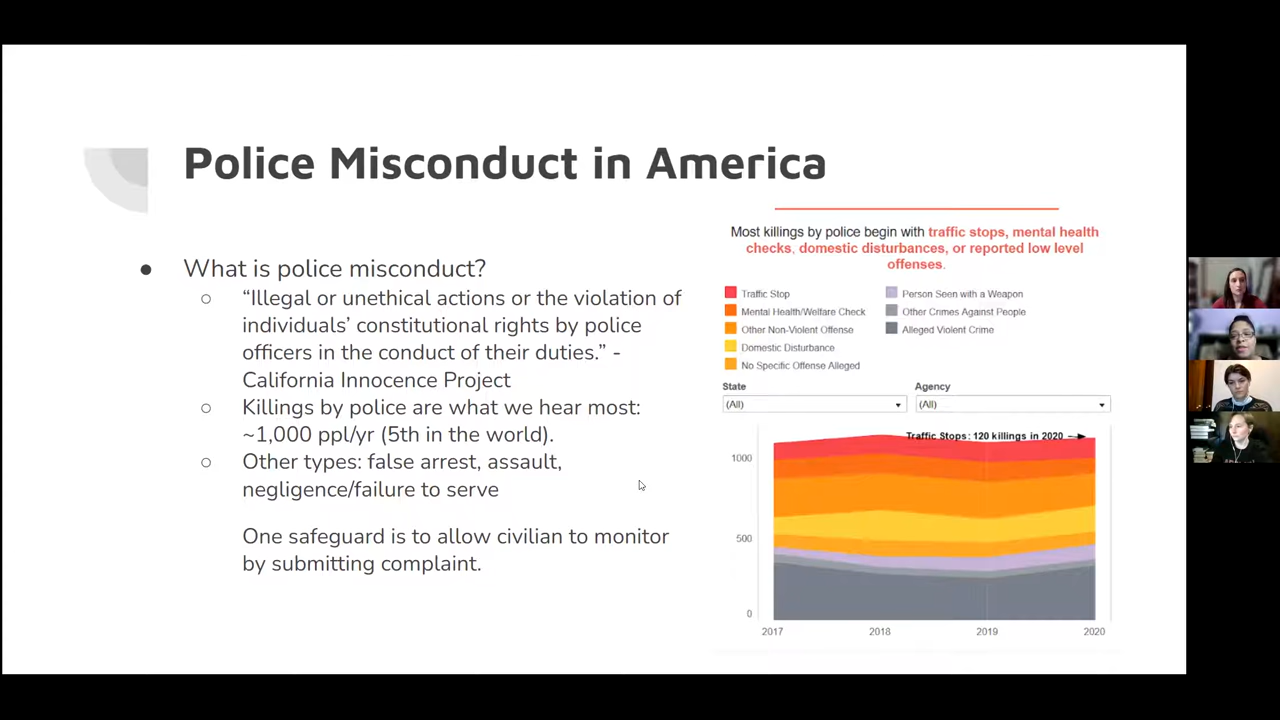 Police Misconduct in America
● What is police misconduct?
○ “Illegal or unethical actions or the violation of
individuals’ constitutional rights by police
officers in the conduct of their duties.” -
California Innocence Project
○ Killings by police are what we hear most:
~1,000 ppl/yr (5th in the world).
○ Other types: false arrest, assault,
negligence/failure to serve
One safeguard is to allow civilian to monitor
by submitting complaint.
Most killings by police begin with traffic stops, mental health
checks, domestic disturbances, or reported low level
offenses.
Traffic Stop
Mental Health/Welfare Check
Other Non-Violent Offense
Domestic Disturbance
No Specific Offense Alleged
Person Seen with a Weapon
Other Crimes Against People
Alleged Violent Crime
State
(All)
Agency
(All)
Traffic Stops: 120 killings in 2020
1000
500
0
2017 2018 2019 2020